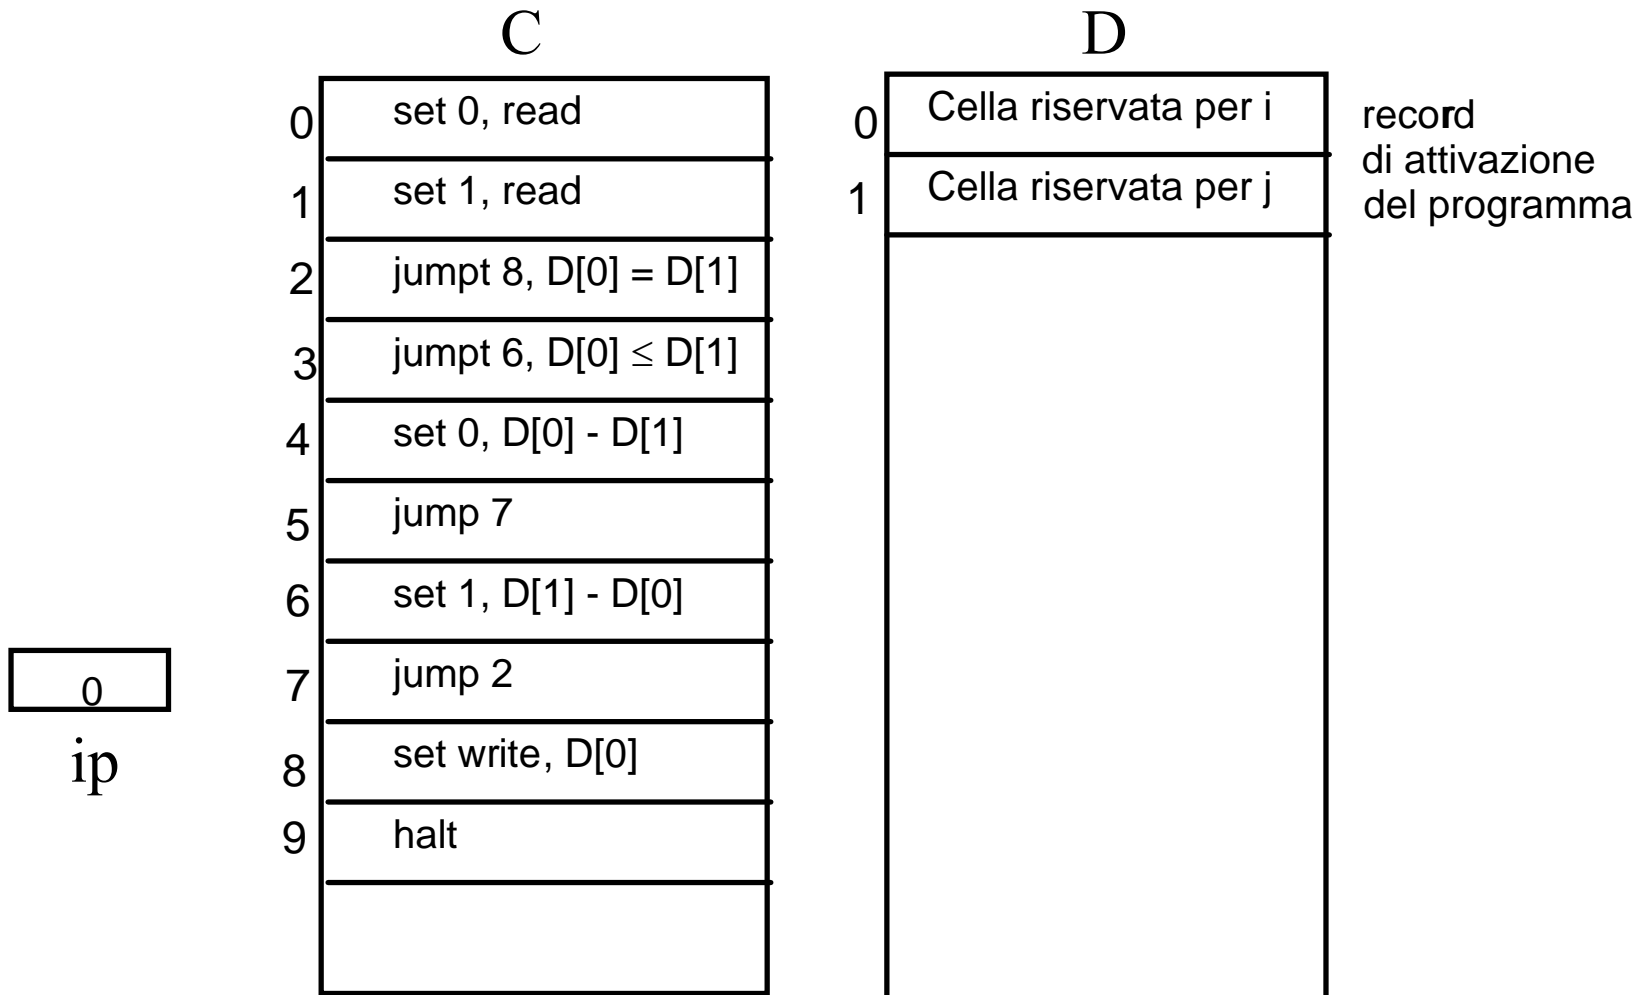 C
D
0 set 0, read
1 set 1, read
2 jumpt 8, D[0] = D[1]
3 jumpt 6, D[0] ≤ D[1]
4 set 0, D[0] - D[1]
5 jump 7
6 set 1, D[1] - D[0]
7 jump 2
8 set write, D[0]
9 halt
0 Cella riservata per i
1 Cella riservata per j
record
di attivazione
del programma
0
ip